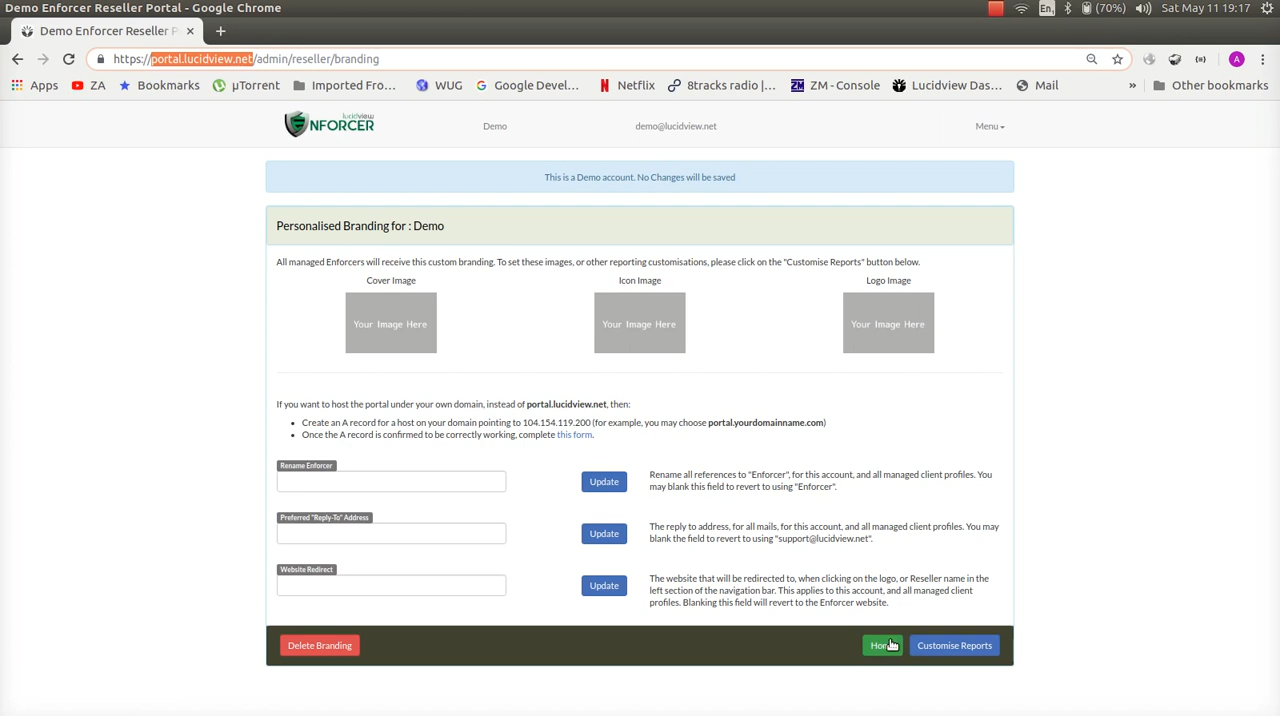 Demo Enforcer Reseller Portal - Google Chrome
En
(70%)
Sat May 11 19:17
Demo Enforcer Reseller P
https://portal.lucidview.net/admin/reseller/branding
A
Apps
ZA
Bookmarks
µTorrent
Imported Fro...
WUG
Google Devel...
Netflix
8tracks radio |...
ZM - Console
Lucidview Das...
Mail
»
Other bookmarks
lucidview
NFORCER
Demo
demo@lucidview.net
Menu
This is a Demo account. No Changes will be saved
Personalised Branding for : Demo
All managed Enforcers will receive this custom branding. To set these images, or other reporting customisations, please click on the "Customise Reports" button below.
Cover Image
Icon Image
Logo Image
Your Image Here
Your Image Here
Your Image Here
If you want to host the portal under your own domain, instead of portal.lucidview.net, then:
• Create an A record for a host on your domain pointing to 104.154.119.200 (for example, you may choose portal.yourdomainname.com)
• Once the A record is confirmed to be correctly working, complete this form.
Rename Enforcer
Update
Rename all references to "Enforcer", for this account, and all managed client profiles. You
may blank this field to revert to using "Enforcer".
Preferred "Reply-To" Address
Update
The reply to address, for all mails, for this account, and all managed client profiles. You may
blank the field to revert to using "support@lucidview.net".
Website Redirect
Update
The website that will be redirected to, when clicking on the logo, or Reseller name in the
left section of the navigation bar. This applies to this account, and all managed client
profiles. Blanking this field will revert to the Enforcer website.
Delete Branding
Customise Reports